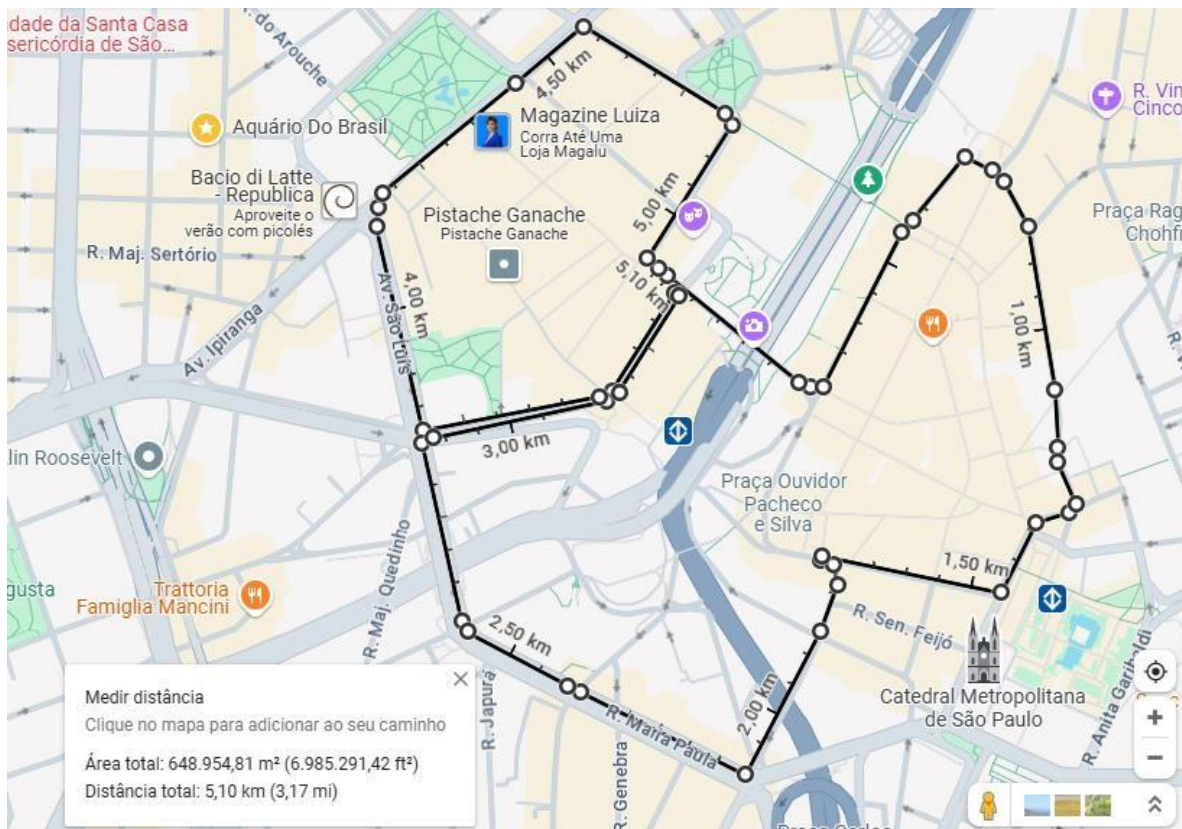 dade da Santa Casa
sericórdia de São...
R. do Arouche
Aquário Do Brasil
Bacio di Latte
- Republica
Aproveite o
verão com picolés
R. Maj. Sertório
Av. Ipiranga
4,50 km
Magazine Luiza
Corra Até Uma
Loja Magalu
Pistache Ganache
Pistache Ganache
4,00 km
Av. São Luís
5,00 km
5,10 km
R. Vin
Cinco
Praça Rag
Chohfi
1,00 km
R. V
lin Roosevelt
3,00 km
Praça Ouvidor
Pacheco
e Silva
1,50 km
gusta
Trattoria
Famiglia Mancini
R. Maj. Quedinho
2,50 km
R. Sen. Feijó
R. Japurá
R. Maria Paula
2,00 km
R. Genebra
Catedral Metropolitana
de São Paulo
R. Anita Garibaldi
Medir distância
Clique no mapa para adicionar ao seu caminho
Área total: 648.954,81 m² (6.985.291,42 ft²)
Distância total: 5,10 km (3,17 mi)
Praça Carlos